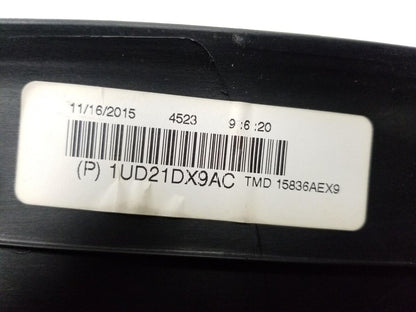 11/16/2015 4523 9:6:20
(P) 1UD21DX9AC TMD 15836AEX9